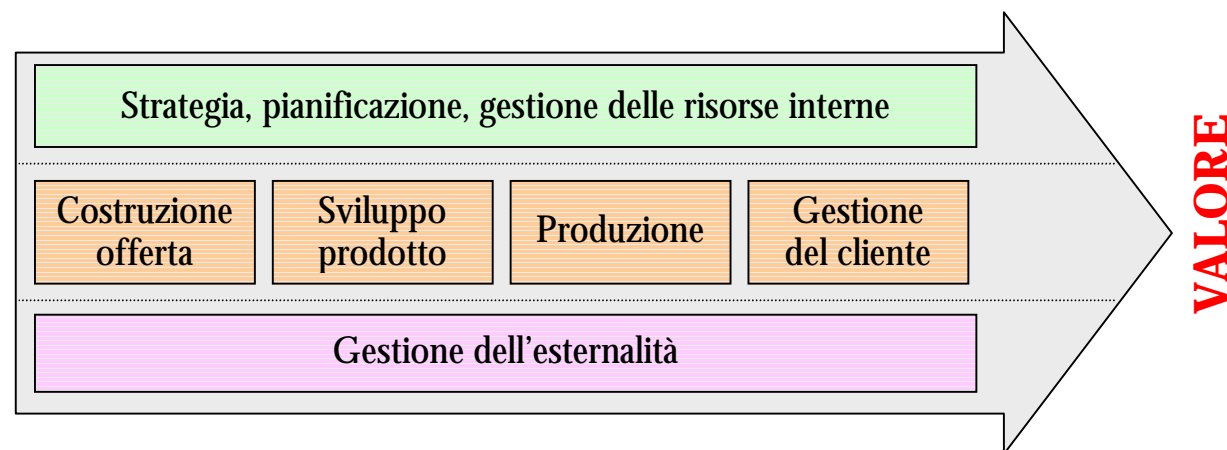 Strategia, pianificazione, gestione delle risorse interne
Costruzione
offerta
Sviluppo
prodotto
Produzione
Gestione
del cliente
Gestione dell'esternalità
VALORE